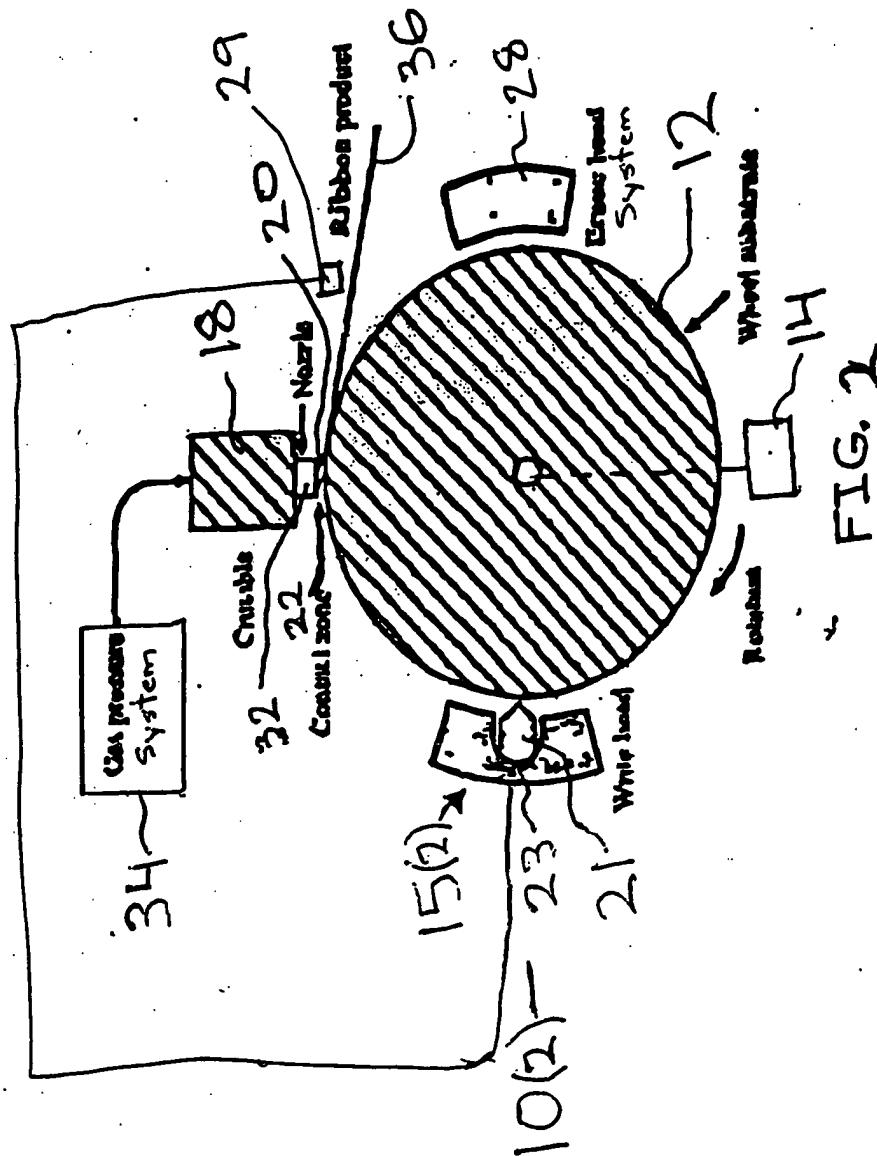 34
Gas pressure
System
18
20
29
Crucible
Nozzle
32
22
Control zone
Ribbon product
36
15(2)
10(2)
23
21
Write head
28
Eraser head
System
12
Wheel substrate
Rotation
14
FIG. 2